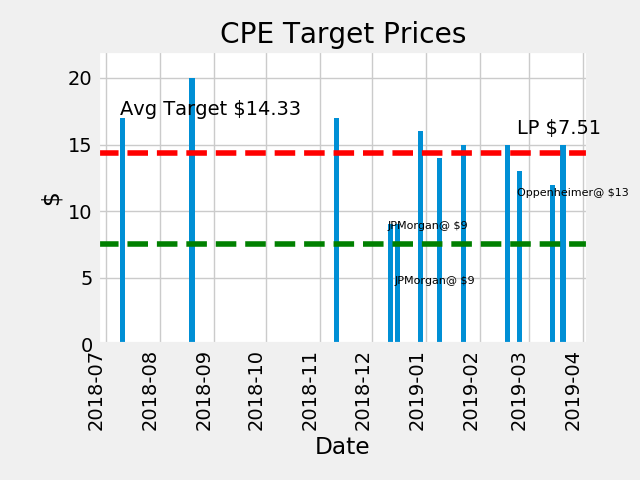 CPE Target Prices
Avg Target $14.33
LP $7.51
Oppenheimer@ $13
JPMorgan@ $9
JPMorgan@ $9
$
20
15
10
5
0
2018-07
2018-08
2018-09
2018-10
2018-11
2018-12
2019-01
2019-02
2019-03
2019-04
Date